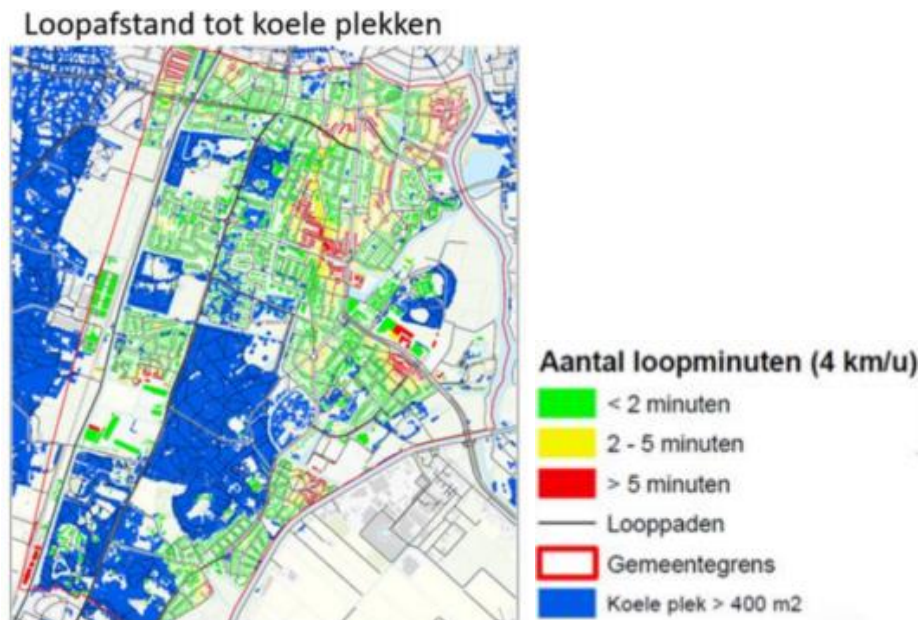 Loopafstand tot koele plekken
Aantal loopminuten (4 km/u)
< 2 minuten
2 - 5 minuten
> 5 minuten
Looppaden
Gemeentegrens
Koele plek > 400 m2